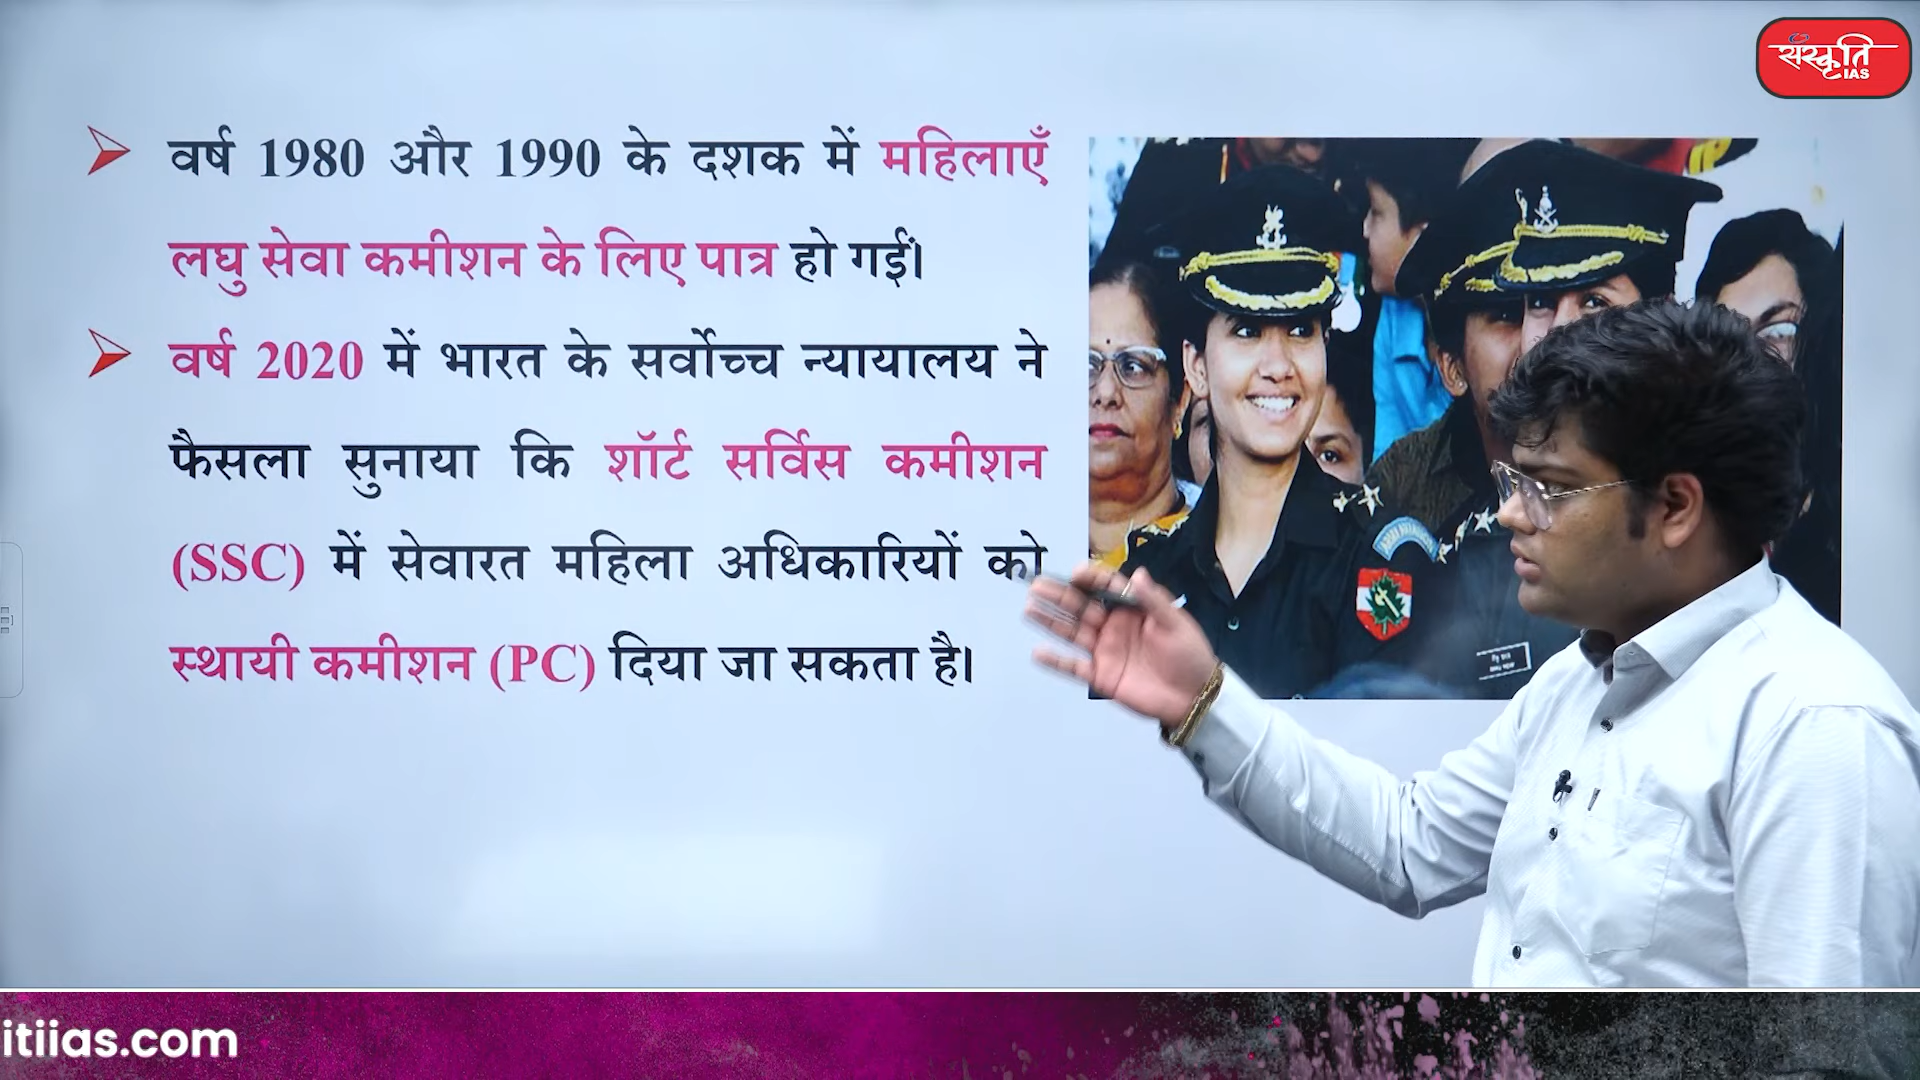 संस्कृति
IAS
वर्ष 1980 और 1990 के दशक में महिलाएँ
लघु सेवा कमीशन के लिए पात्र हो गईं।
वर्ष 2020 में भारत के सर्वोच्च न्यायालय ने
फैसला सुनाया कि शॉर्ट सर्विस कमीशन
(SSC) में सेवारत महिला अधिकारियों को
स्थायी कमीशन (PC) दिया जा सकता है।
itiias.com